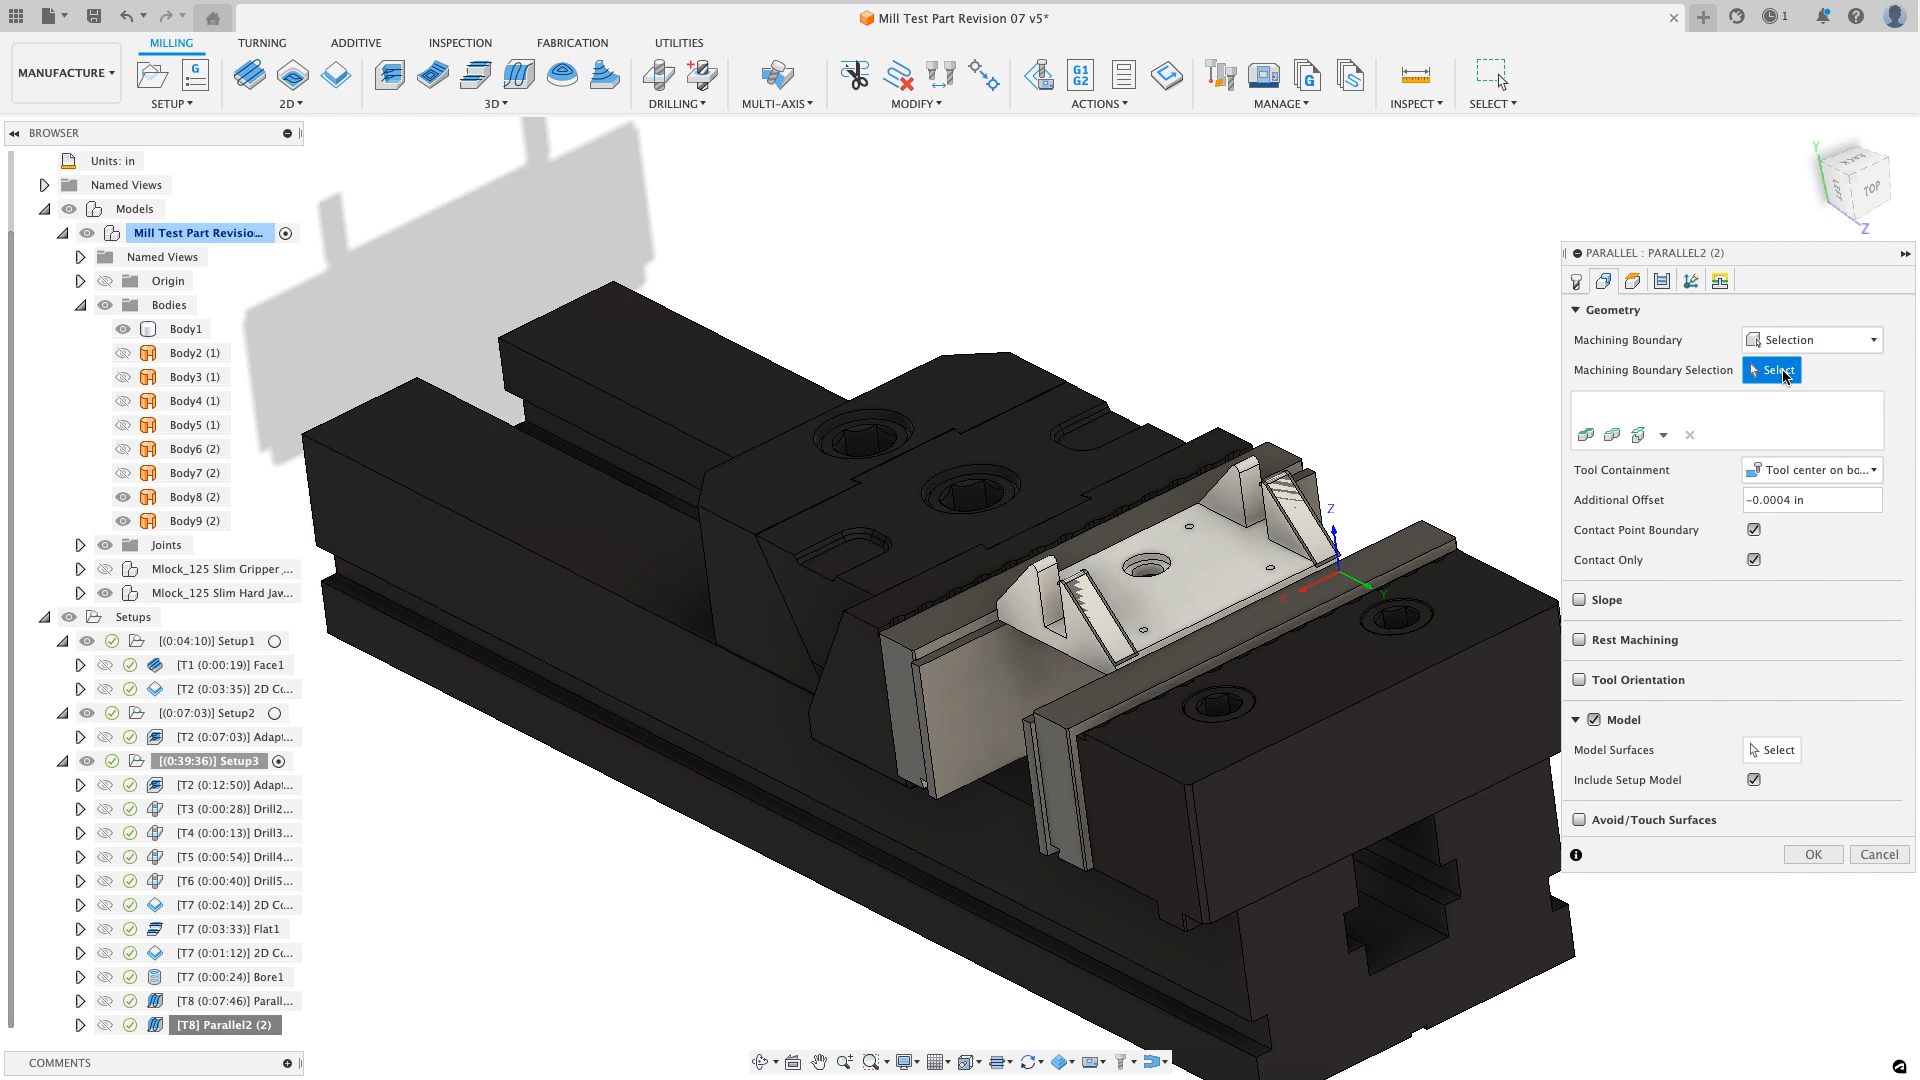 Mill Test Part Revision 07 v5*
1
MANUFACTURE
MILLING
TURNING
ADDITIVE
INSPECTION
FABRICATION
UTILITIES
G
G1
G2
G
SETUP
2D
3D
DRILLING
MULTI-AXIS
MODIFY
ACTIONS
MANAGE
INSPECT
SELECT
BROWSER
Units: in
Named Views
Models
Mill Test Part Revisio...
Named Views
Origin
Bodies
Body1
Body2 (1)
Body3 (1)
Body4 (1)
Body5 (1)
Body6 (2)
Body7 (2)
Body8 (2)
Body9 (2)
Joints
Mlock_125 Slim Gripper ...
Mlock_125 Slim Hard Jaw...
Setups
[(0:04:10)] Setup1
[T1 (0:00:19)] Face1
[T2 (0:03:35)] 2D Co...
[(0:07:03)] Setup2
[T2 (0:07:03)] Adapt...
[(0:39:36)] Setup3
[T2 (0:12:50)] Adapt...
[T3 (0:00:28)] Drill2...
[T4 (0:00:13)] Drill3...
[T5 (0:00:54)] Drill4...
[T6 (0:00:40)] Drill5...
[T7 (0:02:14)] 2D Co...
[T7 (0:03:33)] Flat1
[T7 (0:01:12)] 2D Co...
[T7 (0:00:24)] Bore1
[T8 (0:07:46)] Parall...
[T8] Parallel2 (2)
COMMENTS
Z
X
Y
Y
BACK
LEFT
TOP
Z
PARALLEL : PARALLEL2 (2)
Geometry
Machining Boundary
Selection
Machining Boundary Selection
Select
Tool Containment
Tool center on bo...
Additional Offset
-0.0004 in
Contact Point Boundary
Contact Only
Slope
Rest Machining
Tool Orientation
Model
Model Surfaces
Select
Include Setup Model
Avoid/Touch Surfaces
OK
Cancel